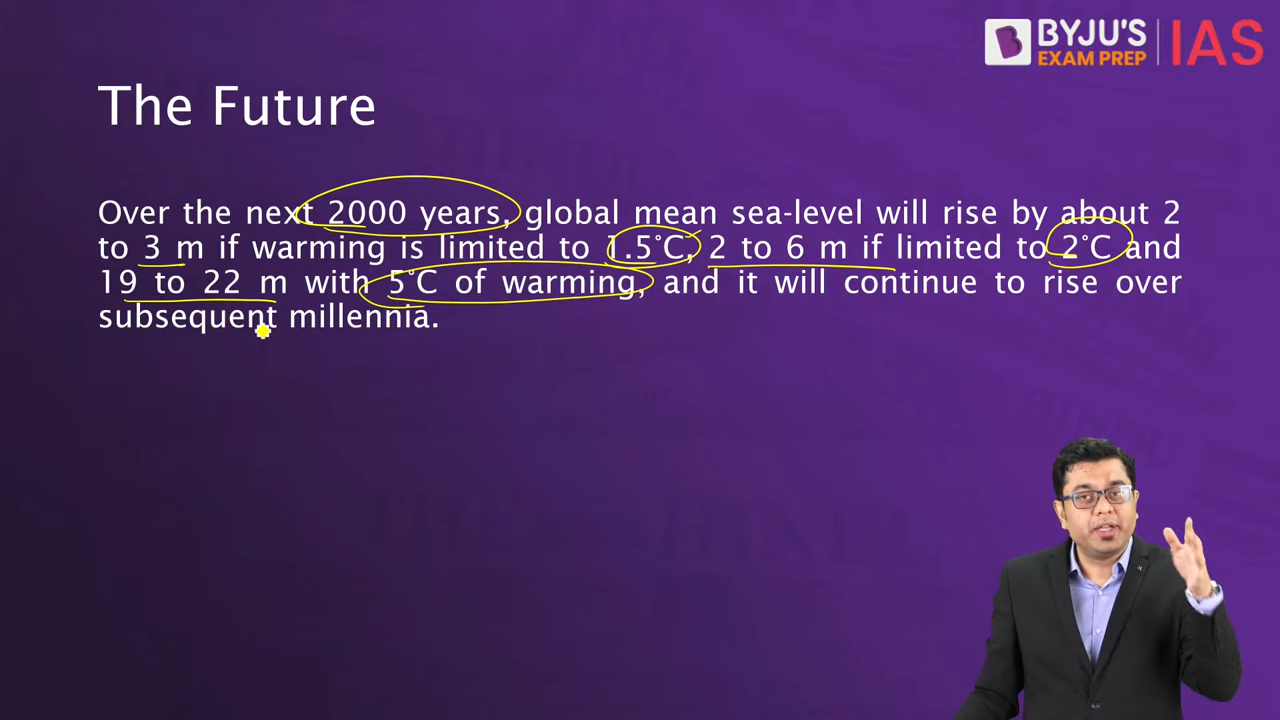 BYJU'S
EXAM PREP
IAS
The Future
Over the next 2000 years, global mean sea-level will rise by about 2
to 3 m if warming is limited to 1.5°C, 2 to 6 m if limited to 2°C and
19 to 22 m with 5°C of warming, and it will continue to rise over
subsequent millennia.